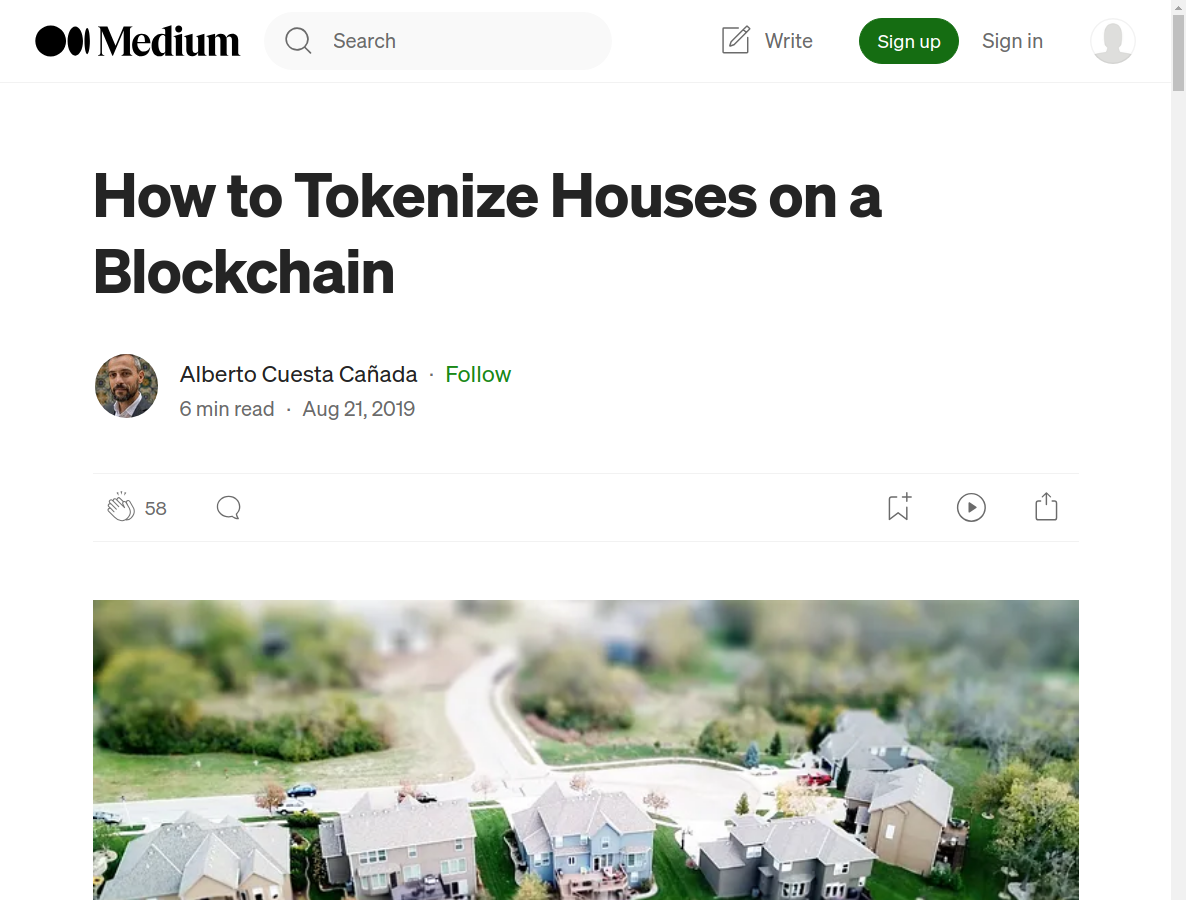 Medium
Search
Write
Sign up
Sign in
How to Tokenize Houses on a
Blockchain
Alberto Cuesta Cañada · Follow
6 min read · Aug 21, 2019
58